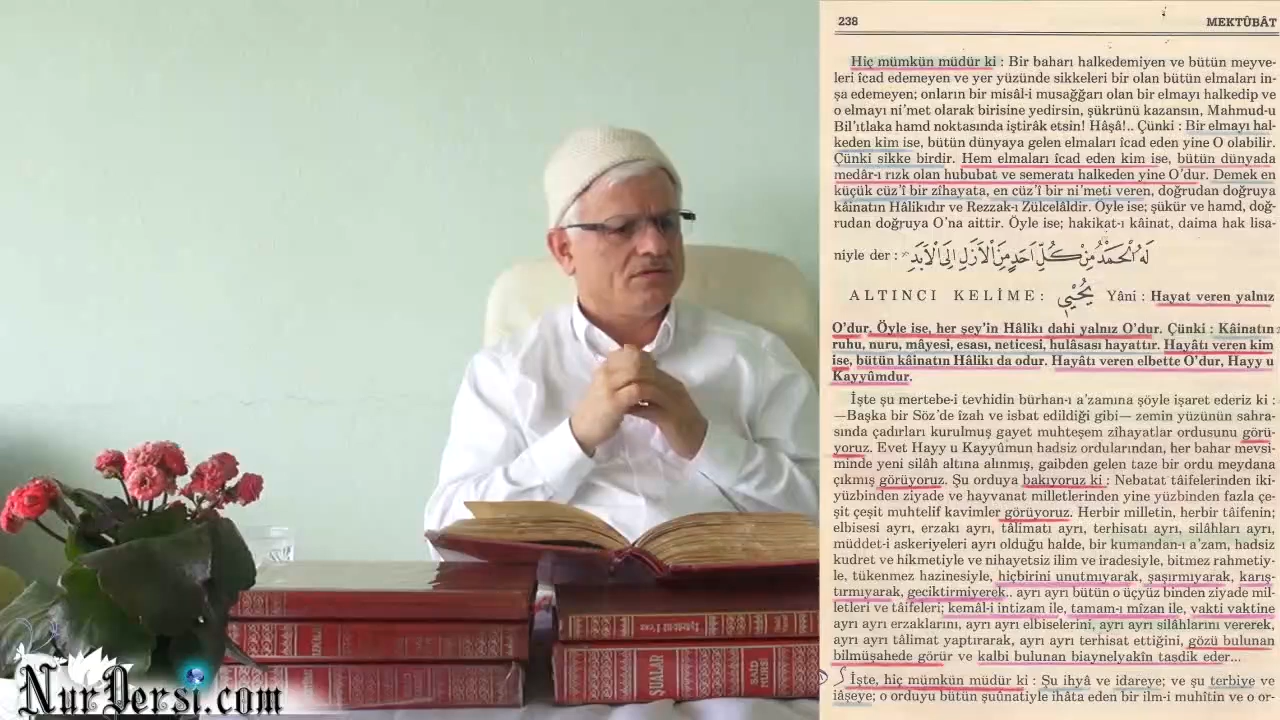 238
MEKTÛBÂT
Hiç mümkün müdür ki : Bir baharı halkedemiyen ve bütün meyve-
leri îcad edemeyen ve yer yüzünde sikkeleri bir olan bütün elmaları in-
şa edemeyen; onların bir misâl-i musağğarı olan bir elmayı halkedip ve
o elmayı ni'met olarak birisine yedirsin, şükrünü kazansın, Mahmud-u
Bil'ıtlaka hamd noktasında iştirâk etsin! Hâşâ!.. Çünki : Bir elmayı hal-
keden kim ise, bütün dünyaya gelen elmaları îcad eden yine O olabilir.
Çünki sikke birdir. Hem elmaları îcad eden kim ise, bütün dünyada
medâr-ı rızk olan hububat ve semeratı halkeden yine O'dur. Demek en
küçük cüz'î bir zîhayata, en cüz'î bir ni'meti veren, doğrudan doğruya
kâinatın Hâlikıdır ve Rezzak-ı Zülcelâldir. Öyle ise; şükür ve hamd, doğ-
rudan doğruya O'na aittir. Öyle ise; hakikat-ı kâinat, daima hak lisa-
niyle der : لَهُ الْحَمْدُ مِنْ كُلِّ اَحَدٍ مِنَ الْاَزَلِ اِلَى الْاَبَدِ
ALTINCI KELİME : يُحْيِي Yâni : Hayat veren yalnız
O'dur, Öyle ise, her şey'in Hâlikı dahi yalnız O'dur. Çünki : Kâinatın
ruhu, nuru, mâyesi, esası, neticesi, hulâsası hayattır. Hayâtı veren kim
ise, bütün kâinatın Hâlikı da odur. Hayâtı veren elbette O'dur, Hayy u
Kayyûmdur.
İşte şu mertebe-i tevhidin bürhan-ı a'zamına şöyle işaret ederiz ki :
—Başka bir Söz'de îzah ve isbat edildiği gibi— zemin yüzünün sahra-
sında çadırları kurulmuş gayet muhteşem zîhayatlar ordusunu görü-
yoruz. Evet Hayy u Kayyûmun hadsiz ordularından, her bahar mevsi-
minde yeni silâh altına alınmış, gaibden gelen taze bir ordu meydana
çıkmış görüyoruz. Şu orduya bakıyoruz ki : Nebatat tâifelerinden iki-
yüzbinden ziyade ve hayvanat milletlerinden yine yüzbinden fazla çe-
şit çeşit muhtelif kavimler görüyoruz. Herbir milletin, herbir tâifenin;
elbisesi ayrı, erzakı ayrı, tâlimatı ayrı, terhisatı ayrı, silâhları ayrı,
müddet-i askeriyeleri ayrı olduğu halde, bir kumandan-ı a'zam, hadsiz
kudret ve hikmetiyle ve nihayetsiz ilim ve iradesiyle, bitmez rahmetiy-
le, tükenmez hazinesiyle, hiçbirini unutmıyarak, şaşırmıyarak, karış-
tırmıyarak, geciktirmiyerek.. ayrı ayrı bütün o üçyüz binden ziyade mil-
letleri ve tâifeleri; kemâl-i intizam ile, tamam-ı mîzan ile, vakti vaktine
ayrı ayrı erzaklarını, ayrı ayrı elbiselerini, ayrı ayrı silâhlarını vererek,
ayrı ayrı tâlimat yaptırarak, ayrı ayrı terhisat ettiğini, gözü bulunan
bilmüşahede görür ve kalbi bulunan biaynelyakîn tasdik eder...
İşte, hiç mümkün müdür ki : Şu ihyâ ve idareye; ve şu terbiye ve
iâşeye; o orduyu bütün şuûnatiyle ihâta eden bir ilm-i muhîtin ve o or-
ŞUALAR
SAİD
NURSİ
NurDersi.com